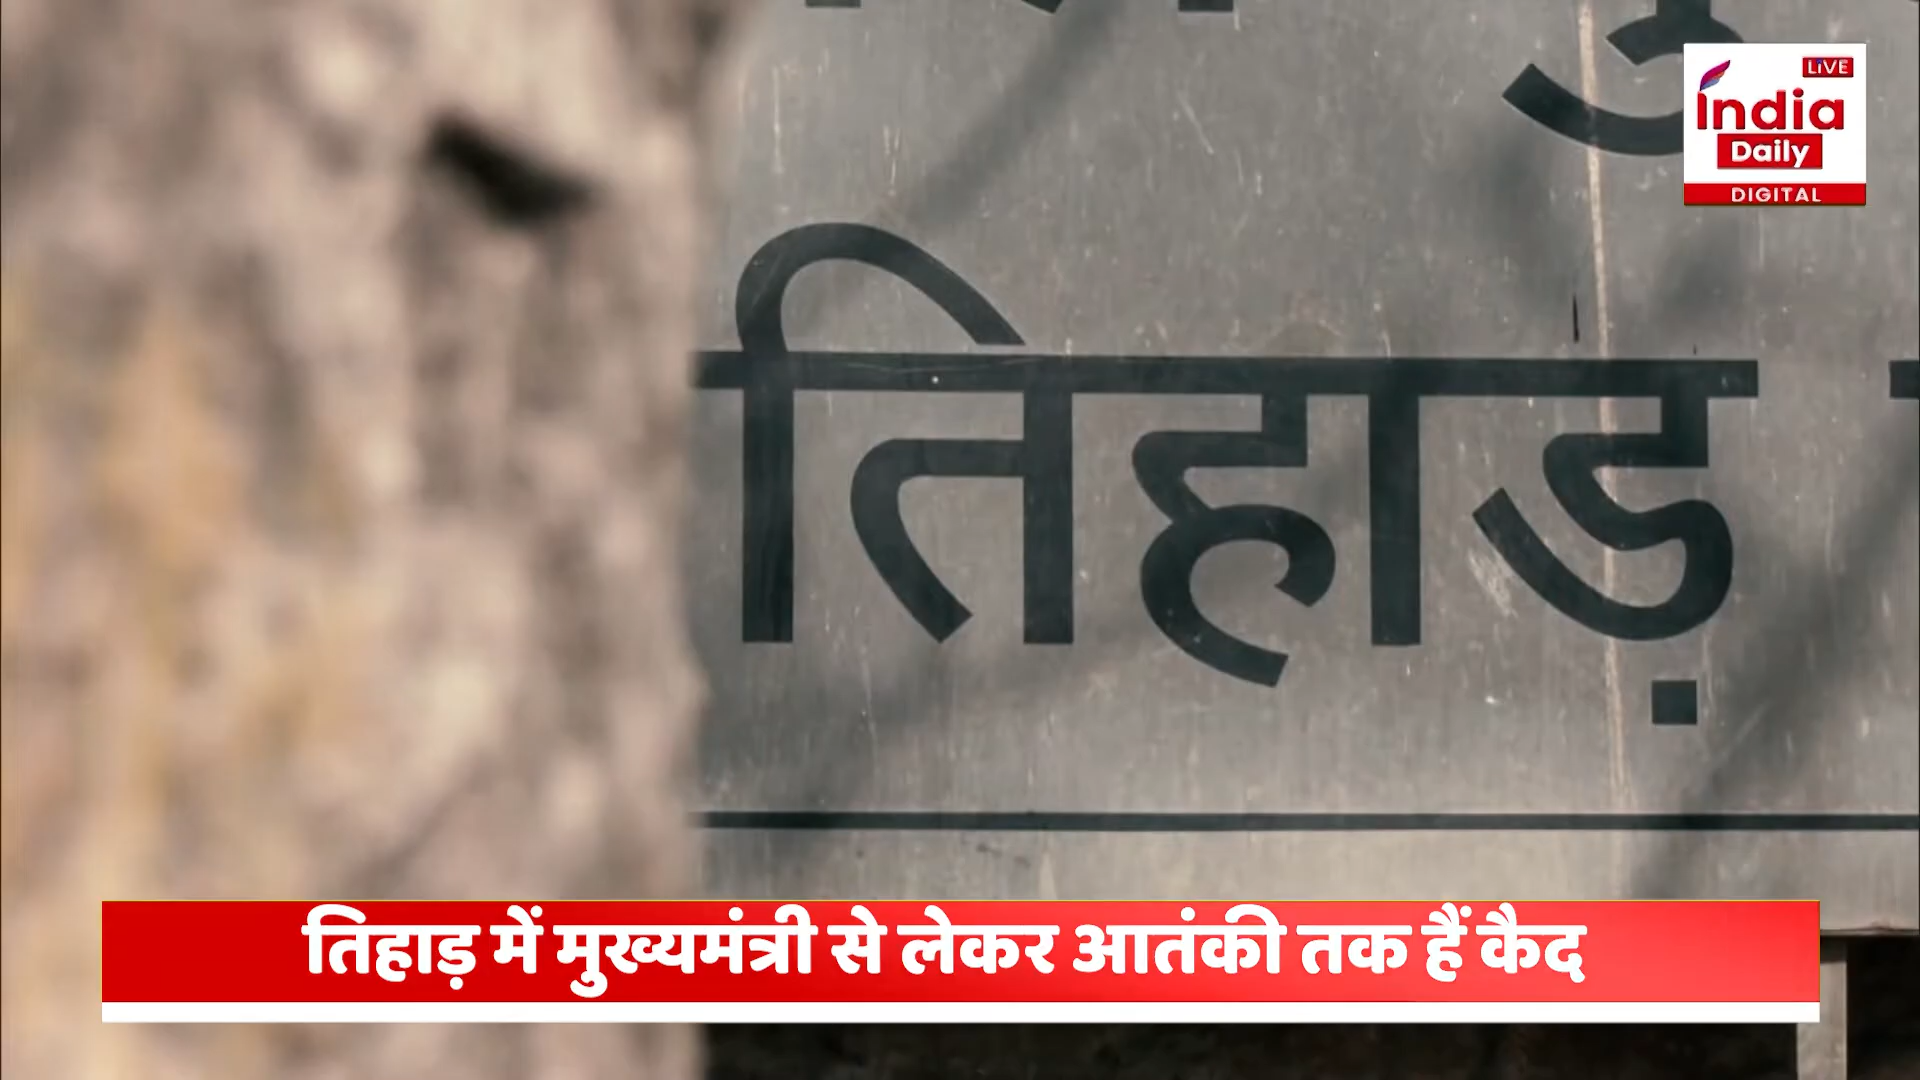 LIVE
India
Daily
DIGITAL
तिहाड़
तिहाड़ में मुख्यमंत्री से लेकर आतंकी तक हैं कैद